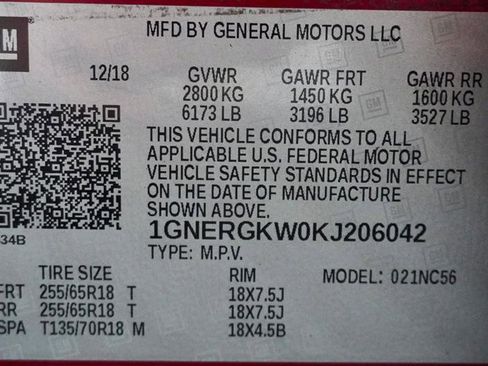 GM
MFD BY GENERAL MOTORS LLC
12/18 GVWR GAWR FRT GAWR RR
2800 KG 1450 KG 1600 KG
6173 LB 3196 LB 3527 LB
THIS VEHICLE CONFORMS TO ALL
APPLICABLE U.S. FEDERAL MOTOR
VEHICLE SAFETY STANDARDS IN EFFECT
ON THE DATE OF MANUFACTURE
SHOWN ABOVE.
34B
1GNERGKW0KJ206042
TYPE: M.P.V.
TIRE SIZE RIM MODEL: 021NC56
FRT 255/65R18 T 18X7.5J
RR 255/65R18 T 18X7.5J
SPA T135/70R18 M 18X4.5B